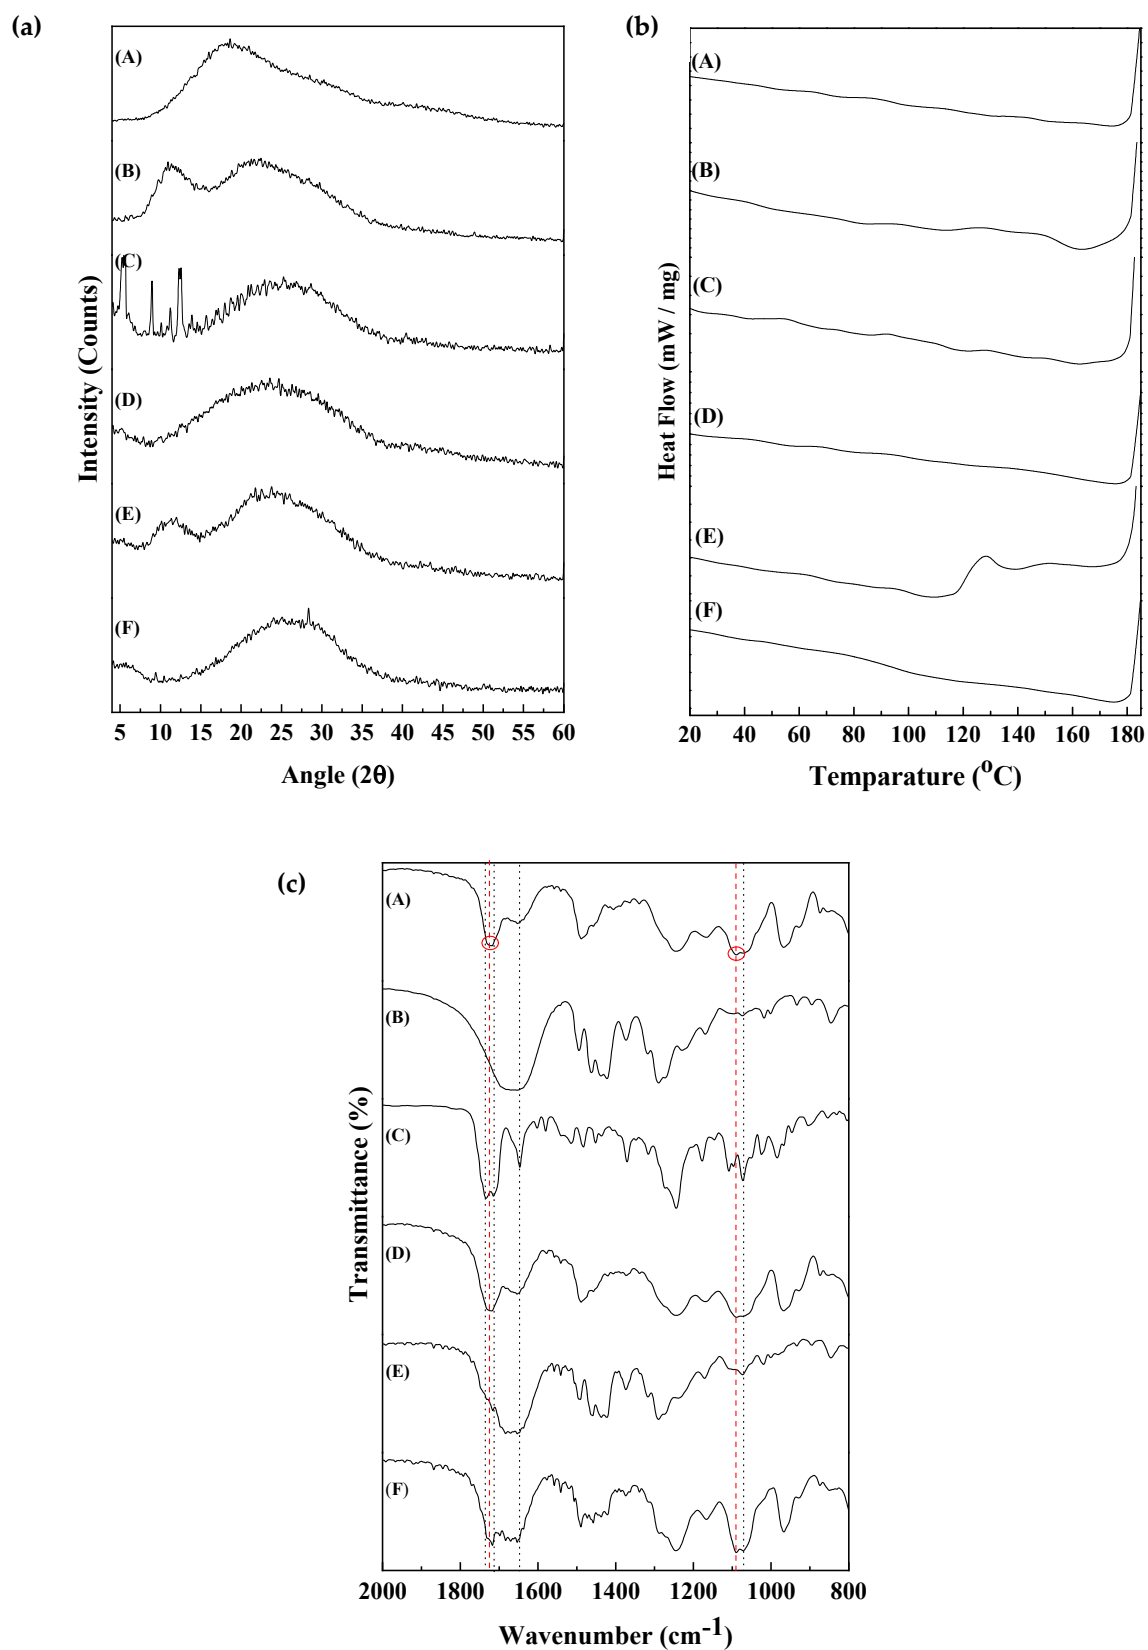 (a)
(A)
(B)
(C)
(D)
(E)
(F)
Intensity (Counts)
5 10 15 20 25 30 35 40 45 50 55 60
Angle (2θ)
(b)
(A)
(B)
(C)
(D)
(E)
(F)
Heat Flow (mW / mg)
20 40 60 80 100 120 140 160 180
Temparature (°C)
(c)
(A)
(B)
(C)
(D)
(E)
(F)
Transmittance (%)
2000 1800 1600 1400 1200 1000 800
Wavenumber (cm⁻¹)